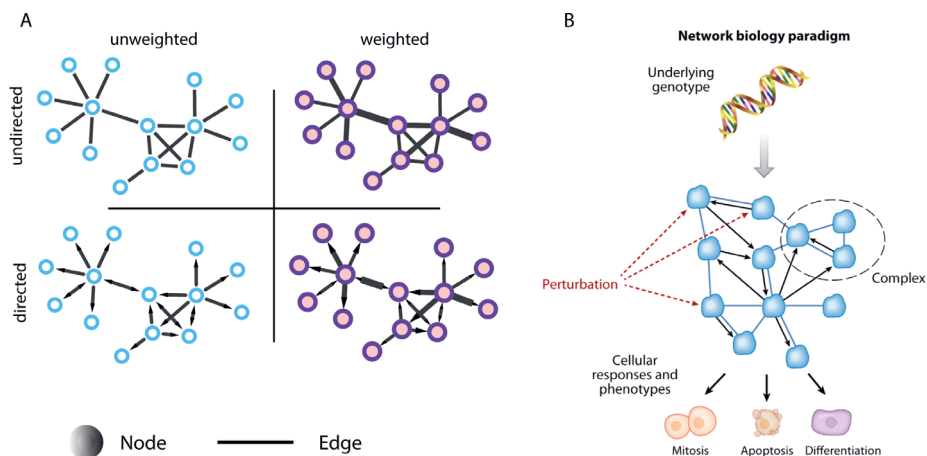 A
unweighted
weighted
undirected
directed
Node
Edge
B
Network biology paradigm
Underlying
genotype
Perturbation
Complex
Cellular
responses and
phenotypes
Mitosis
Apoptosis
Differentiation